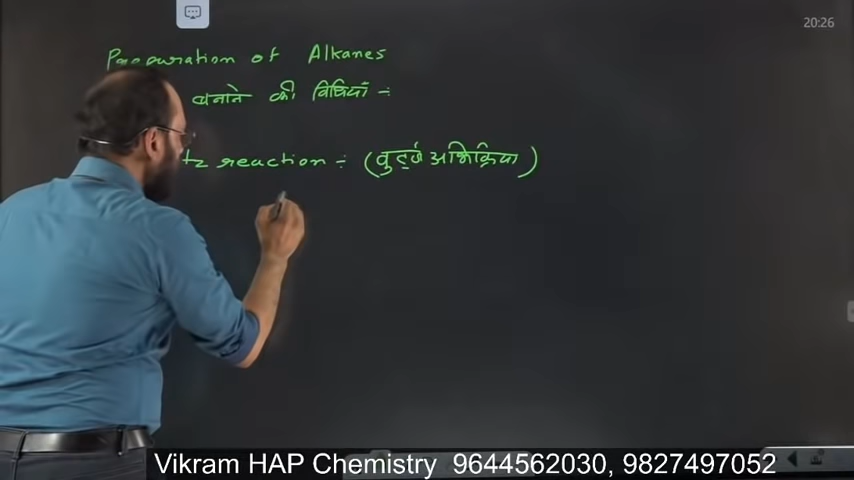 20:26
Preparation of Alkanes
बनाने की विधियाँ :-
tz reaction :- (वुर्ट्ज अभिक्रिया)
Vikram HAP Chemistry 9644562030, 9827497052